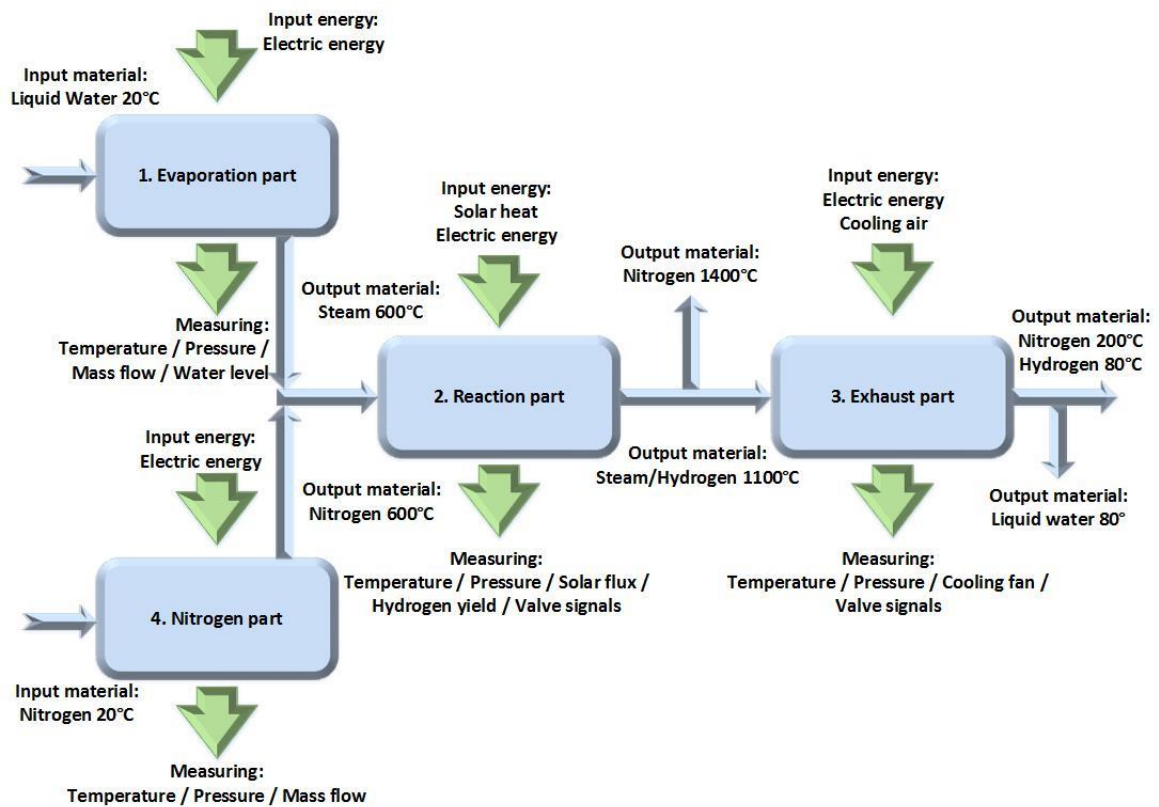 Input energy:
Electric energy
Input material:
Liquid Water 20°C
1. Evaporation part
Measuring:
Temperature / Pressure /
Mass flow / Water level
Output material:
Steam 600°C
Input energy:
Solar heat
Electric energy
Output material:
Nitrogen 1400°C
Input energy:
Electric energy
Cooling air
Output material:
Nitrogen 200°C
Hydrogen 80°C
2. Reaction part
3. Exhaust part
Input energy:
Electric energy
Output material:
Nitrogen 600°C
Output material:
Steam/Hydrogen 1100°C
Output material:
Liquid water 80°
Measuring:
Temperature / Pressure / Solar flux /
Hydrogen yield / Valve signals
Measuring:
Temperature / Pressure / Cooling fan /
Valve signals
4. Nitrogen part
Input material:
Nitrogen 20°C
Measuring:
Temperature / Pressure / Mass flow